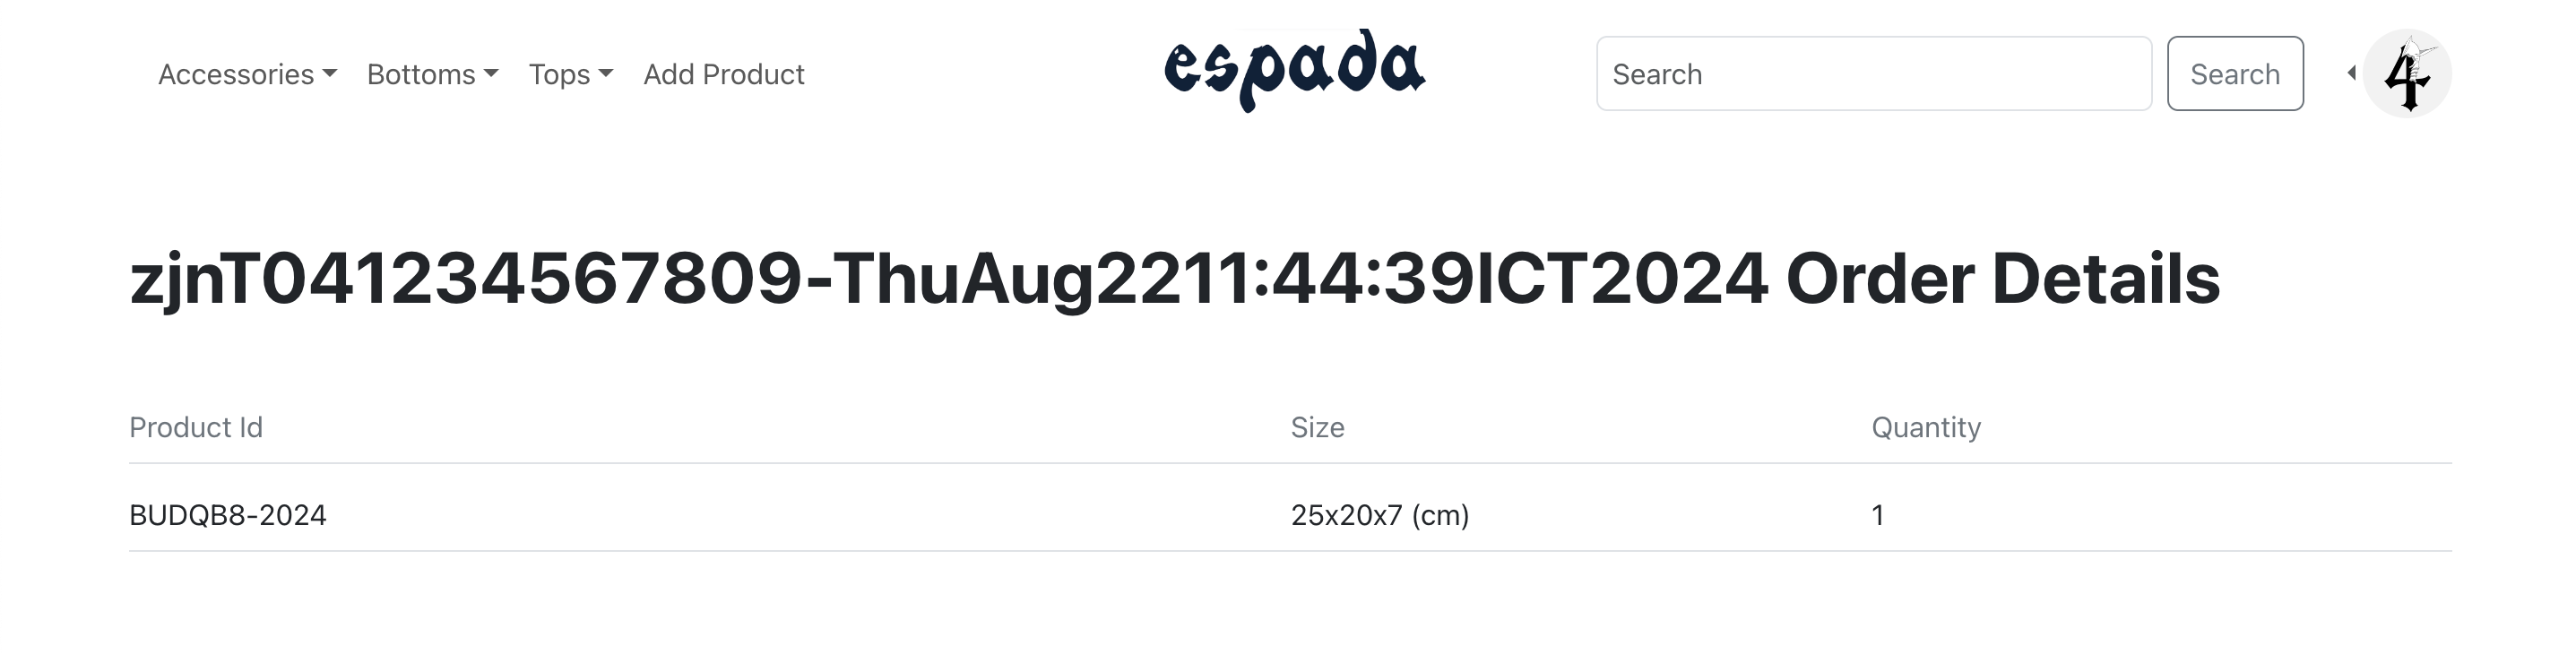 Accessories Bottoms Tops Add Product espada Search Search 4
zjnT041234567809-ThuAug2211:44:39ICT2024 Order Details
Product Id Size Quantity
BUDQB8-2024 25x20x7 (cm) 1